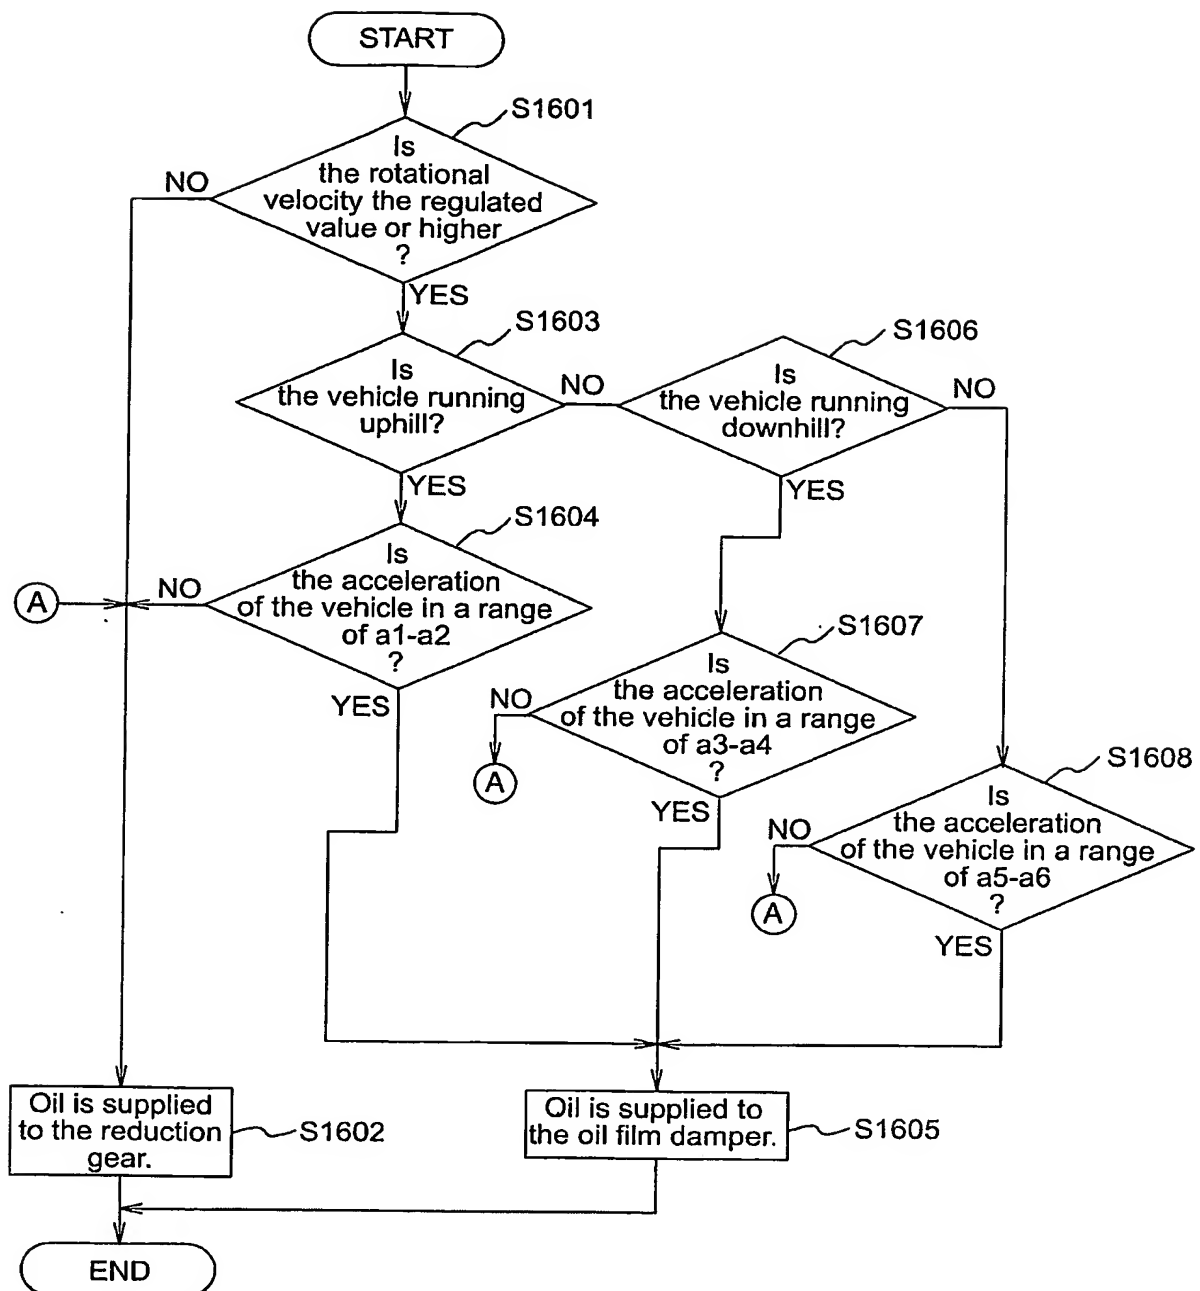 START
S1601
Is
the rotational
velocity the regulated
value or higher
?
NO
YES
S1603
Is
the vehicle running
uphill?
NO
YES
S1606
Is
the vehicle running
downhill?
NO
YES
S1604
Is
the acceleration
of the vehicle in a range
of a1-a2
?
NO
A
YES
S1607
Is
the acceleration
of the vehicle in a range
of a3-a4
?
NO
A
YES
S1608
Is
the acceleration
of the vehicle in a range
of a5-a6
?
NO
A
YES
Oil is supplied
to the reduction
gear.
S1602
Oil is supplied to
the oil film damper.
S1605
END